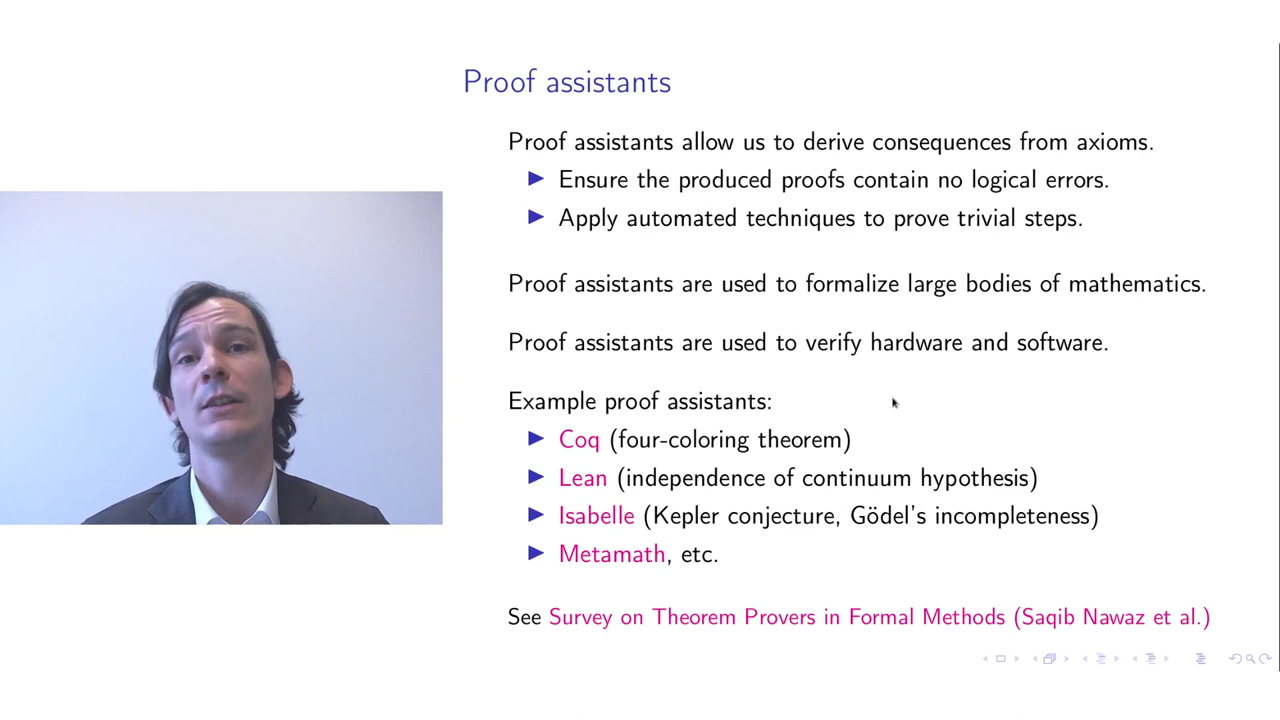 Proof assistants
Proof assistants allow us to derive consequences from axioms.
Ensure the produced proofs contain no logical errors.
Apply automated techniques to prove trivial steps.
Proof assistants are used to formalize large bodies of mathematics.
Proof assistants are used to verify hardware and software.
Example proof assistants:
Coq (four-coloring theorem)
Lean (independence of continuum hypothesis)
Isabelle (Kepler conjecture, Gödel's incompleteness)
Metamath, etc.
See Survey on Theorem Provers in Formal Methods (Saqib Nawaz et al.)